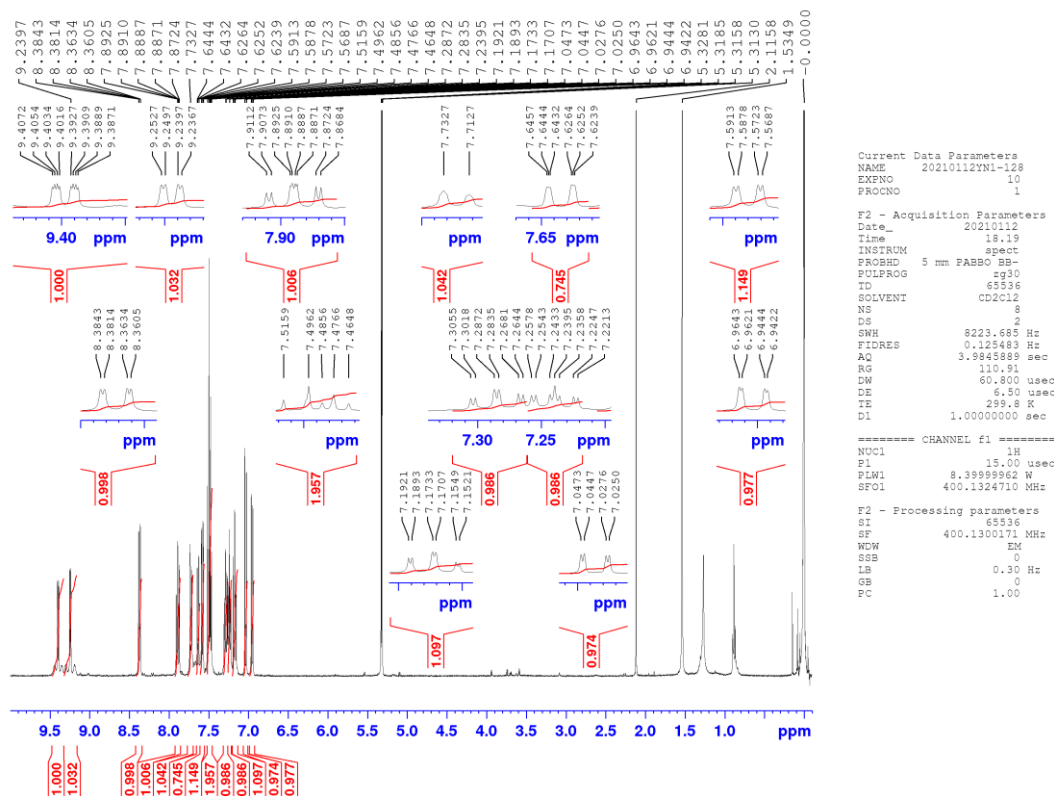 9.2397
8.3843
8.3814
8.3634
8.3605
7.8925
7.8910
7.8887
7.8871
7.8724
7.7327
7.6444
7.6432
7.6264
7.6252
7.6239
7.5913
7.5878
7.5723
7.5687
7.5159
7.4962
7.4856
7.4766
7.4648
7.2872
7.2835
7.2395
7.1921
7.1893
7.1733
7.1707
7.0473
7.0447
7.0276
7.0250
6.9643
6.9621
6.9444
6.9422
5.3281
5.3185
5.3158
5.3130
2.1158
1.5349
-0.0000
9.4072
9.4054
9.4034
9.4016
9.3927
9.3909
9.3889
9.3871
9.2527
9.2497
9.2397
9.2367
7.9112
7.9073
7.8925
7.8910
7.8887
7.8871
7.8724
7.8684
7.7327
7.7127
7.6457
7.6444
7.6432
7.6264
7.6252
7.6239
7.5913
7.5878
7.5723
7.5687
9.40 ppm
ppm
7.90 ppm
ppm
7.65 ppm
ppm
1.000
1.032
1.006
1.042
0.745
1.149
8.3843
8.3814
8.3634
8.3605
7.5159
7.4962
7.4856
7.4766
7.4648
7.3055
7.3018
7.2872
7.2835
7.2681
7.2644
7.2578
7.2543
7.2433
7.2395
7.2358
7.2247
7.2213
6.9643
6.9621
6.9444
6.9422
ppm
ppm
7.30 7.25 ppm
ppm
0.998
1.957
0.986
0.986
0.977
7.1921
7.1893
7.1733
7.1707
7.1549
7.1521
7.0473
7.0447
7.0276
7.0250
ppm
ppm
1.097
0.974
9.5 9.0 8.5 8.0 7.5 7.0 6.5 6.0 5.5 5.0 4.5 4.0 3.5 3.0 2.5 2.0 1.5 1.0 ppm
1.000
1.032
0.998
1.006
1.042
0.745
1.149
1.957
0.986
0.986
1.097
0.974
0.977
Current Data Parameters
NAME 20210112YN1-128
EXPNO 10
PROCNO 1
F2 - Acquisition Parameters
Date_ 20210112
Time 18.19
INSTRUM spect
PROBHD 5 mm PABBO BB-
PULPROG zg30
TD 65536
SOLVENT CD2Cl2
NS 8
DS 2
SWH 8223.685 Hz
FIDRES 0.125483 Hz
AQ 3.9845889 sec
RG 110.91
DW 60.800 usec
DE 6.50 usec
TE 299.8 K
D1 1.00000000 sec
======== CHANNEL f1 ========
NUC1 1H
P1 15.00 usec
PLW1 8.39999962 W
SFO1 400.1324710 MHz
F2 - Processing parameters
SI 65536
SF 400.1300171 MHz
WDW EM
SSB 0
LB 0.30 Hz
GB 0
PC 1.00